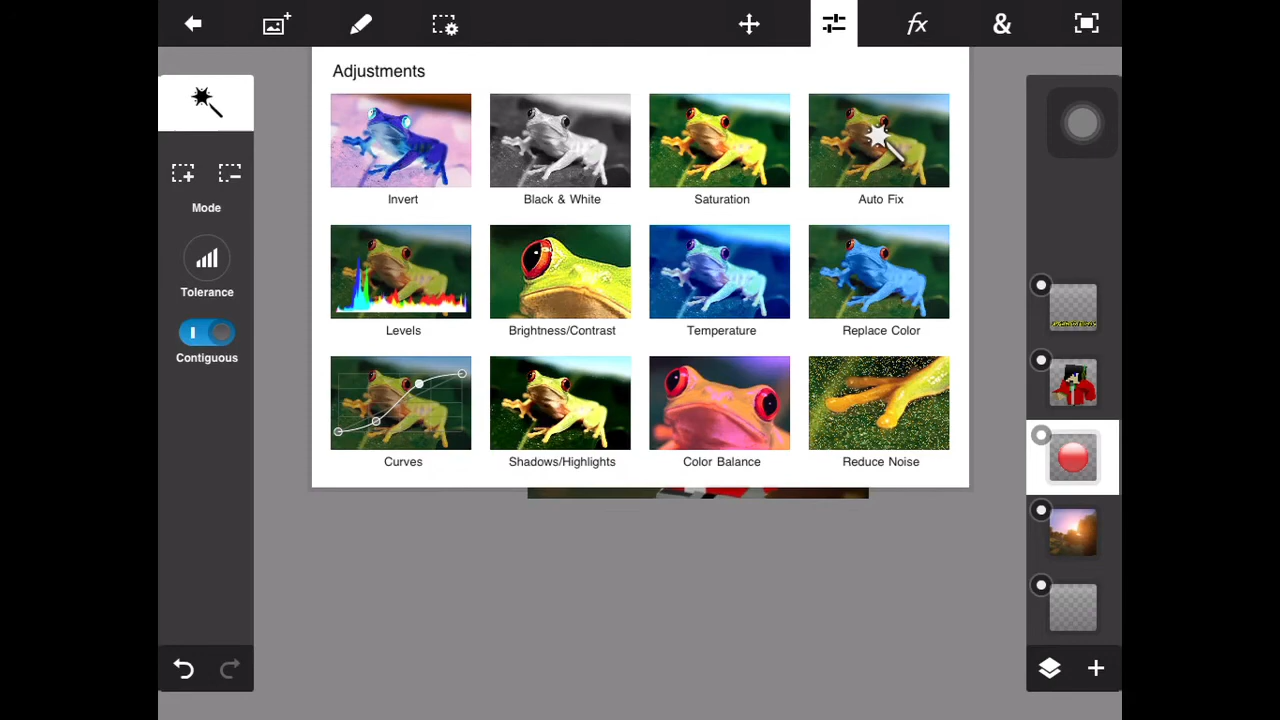 fx
&
Adjustments
Invert
Black & White
Saturation
Auto Fix
Mode
Tolerance
Contiguous
Levels
Brightness/Contrast
Temperature
Replace Color
Curves
Shadows/Highlights
Color Balance
Reduce Noise